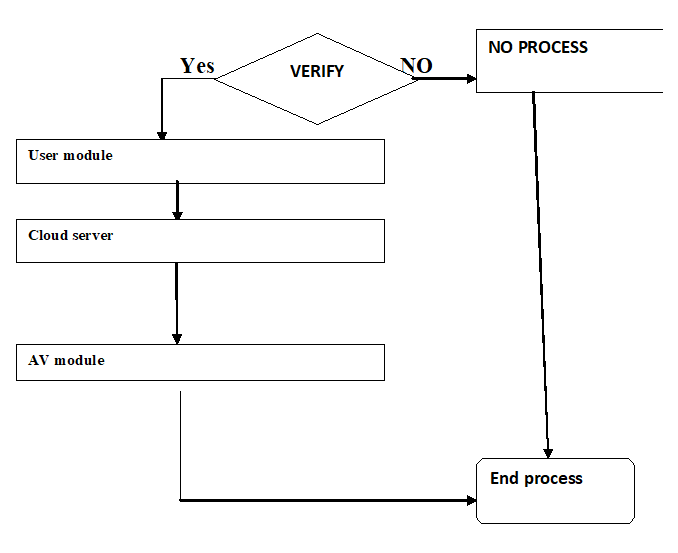 Yes
VERIFY
NO
NO PROCESS
User module
Cloud server
AV module
End process